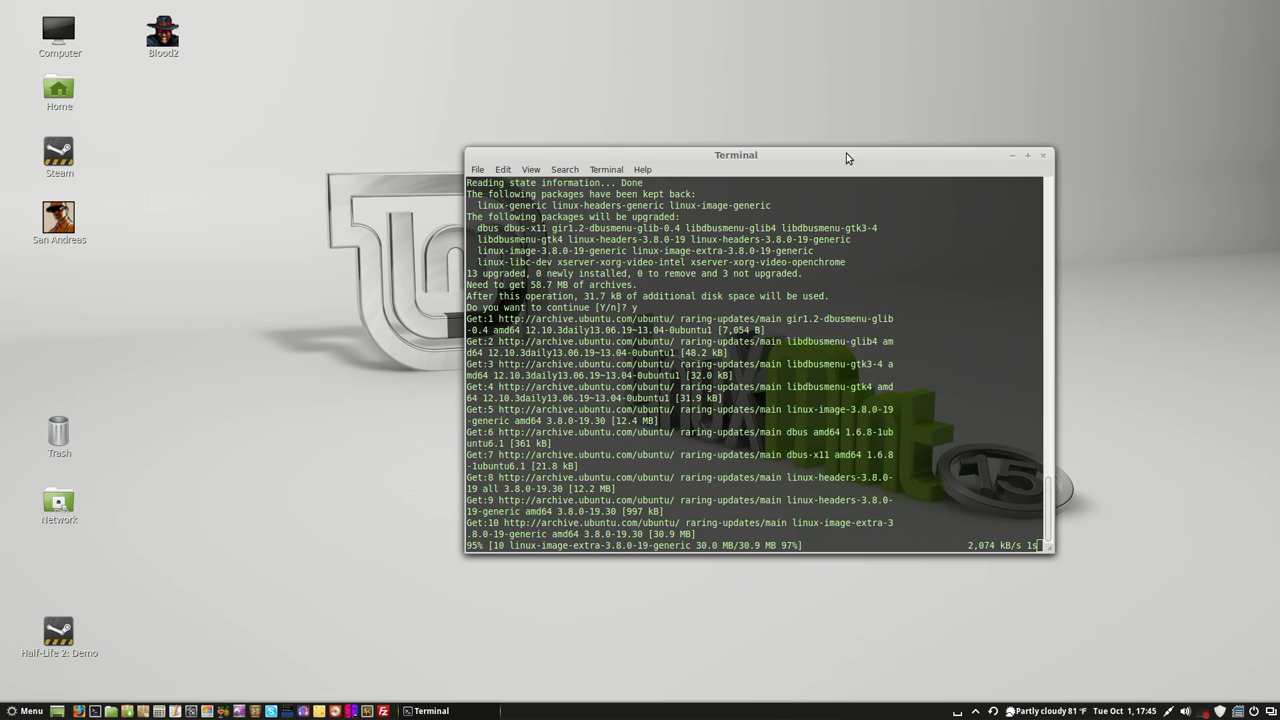 Computer
Blood2
Home
Steam
San Andreas
Trash
Network
Half-Life 2: Demo
Terminal
File Edit View Search Terminal Help
Reading state information... Done
The following packages have been kept back:
linux-generic linux-headers-generic linux-image-generic
The following packages will be upgraded:
dbus dbus-x11 gir1.2-dbusmenu-glib-0.4 libdbusmenu-glib4 libdbusmenu-gtk3-4
libdbusmenu-gtk4 linux-headers-3.8.0-19 linux-headers-3.8.0-19-generic
linux-image-3.8.0-19-generic linux-image-extra-3.8.0-19-generic
linux-libc-dev xserver-xorg-video-intel xserver-xorg-video-openchrome
13 upgraded, 0 newly installed, 0 to remove and 3 not upgraded.
Need to get 58.7 MB of archives.
After this operation, 31.7 kB of additional disk space will be used.
Do you want to continue [Y/n]? y
Get:1 http://archive.ubuntu.com/ubuntu/ raring-updates/main gir1.2-dbusmenu-glib
-0.4 amd64 12.10.3daily13.06.19~13.04-0ubuntu1 [7,054 B]
Get:2 http://archive.ubuntu.com/ubuntu/ raring-updates/main libdbusmenu-glib4 am
d64 12.10.3daily13.06.19~13.04-0ubuntu1 [48.2 kB]
Get:3 http://archive.ubuntu.com/ubuntu/ raring-updates/main libdbusmenu-gtk3-4 a
md64 12.10.3daily13.06.19~13.04-0ubuntu1 [32.0 kB]
Get:4 http://archive.ubuntu.com/ubuntu/ raring-updates/main libdbusmenu-gtk4 amd
64 12.10.3daily13.06.19~13.04-0ubuntu1 [31.9 kB]
Get:5 http://archive.ubuntu.com/ubuntu/ raring-updates/main linux-image-3.8.0-19
-generic amd64 3.8.0-19.30 [12.4 MB]
Get:6 http://archive.ubuntu.com/ubuntu/ raring-updates/main dbus amd64 1.6.8-1ub
untu6.1 [361 kB]
Get:7 http://archive.ubuntu.com/ubuntu/ raring-updates/main dbus-x11 amd64 1.6.8
-1ubuntu6.1 [21.8 kB]
Get:8 http://archive.ubuntu.com/ubuntu/ raring-updates/main linux-headers-3.8.0-
19 all 3.8.0-19.30 [12.2 MB]
Get:9 http://archive.ubuntu.com/ubuntu/ raring-updates/main linux-headers-3.8.0-
19-generic amd64 3.8.0-19.30 [997 kB]
Get:10 http://archive.ubuntu.com/ubuntu/ raring-updates/main linux-image-extra-3
.8.0-19-generic amd64 3.8.0-19.30 [30.9 MB]
95% [10 linux-image-extra-3.8.0-19-generic 30.0 MB/30.9 MB 97%] 2,074 kB/s 1s
15
Menu Terminal Partly cloudy 81 °F Tue Oct 1, 17:45